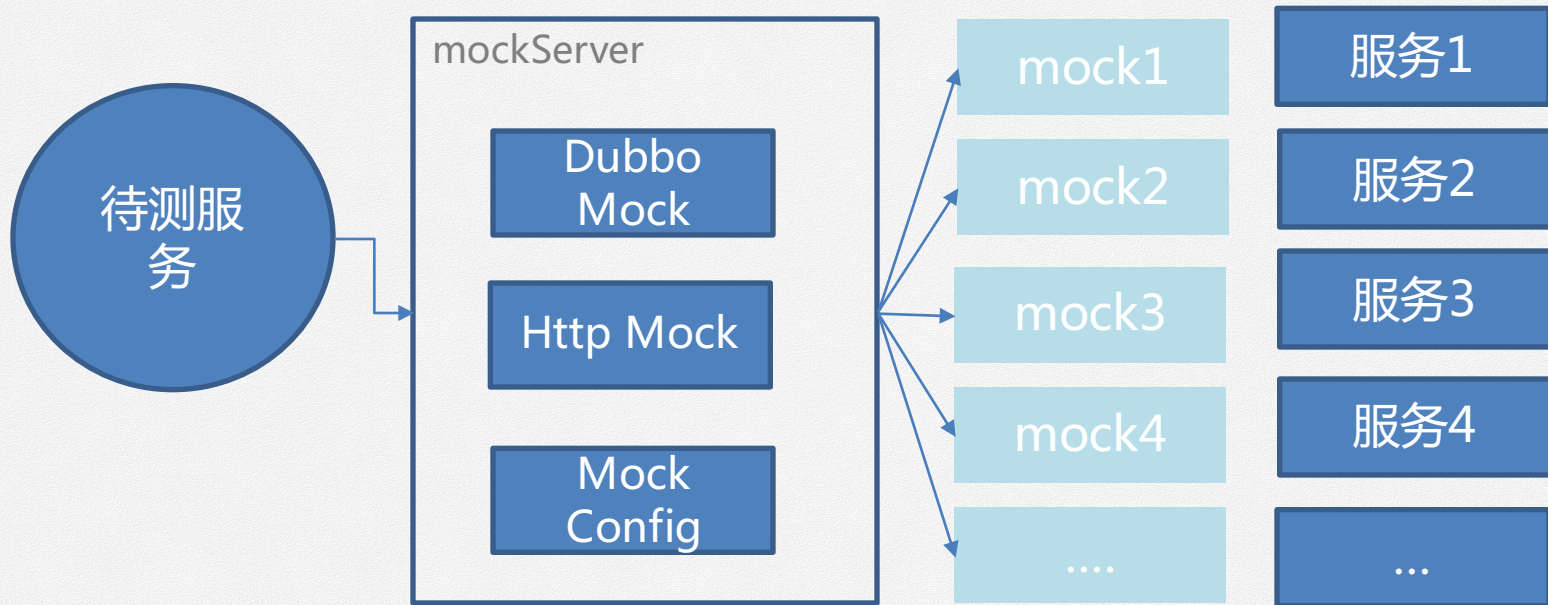 待测服
务
mockServer
Dubbo
Mock
Http Mock
Mock
Config
mock1
mock2
mock3
mock4
....
服务1
服务2
服务3
服务4
...